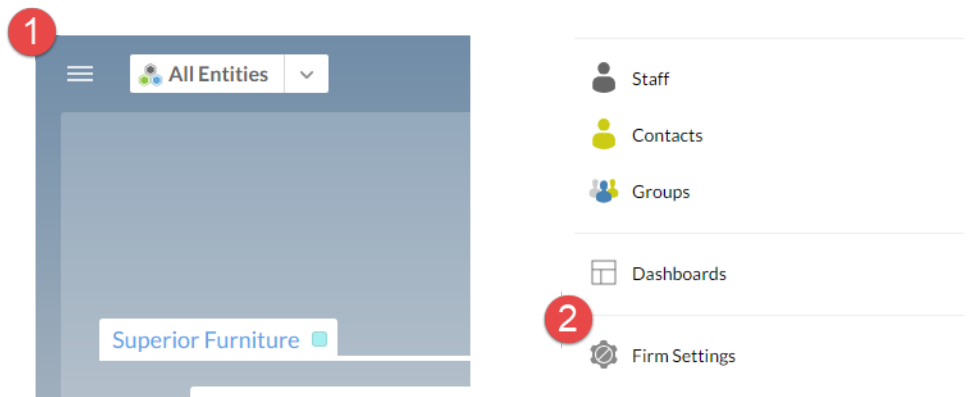 1
All Entities
Superior Furniture
Staff
Contacts
Groups
Dashboards
2
Firm Settings